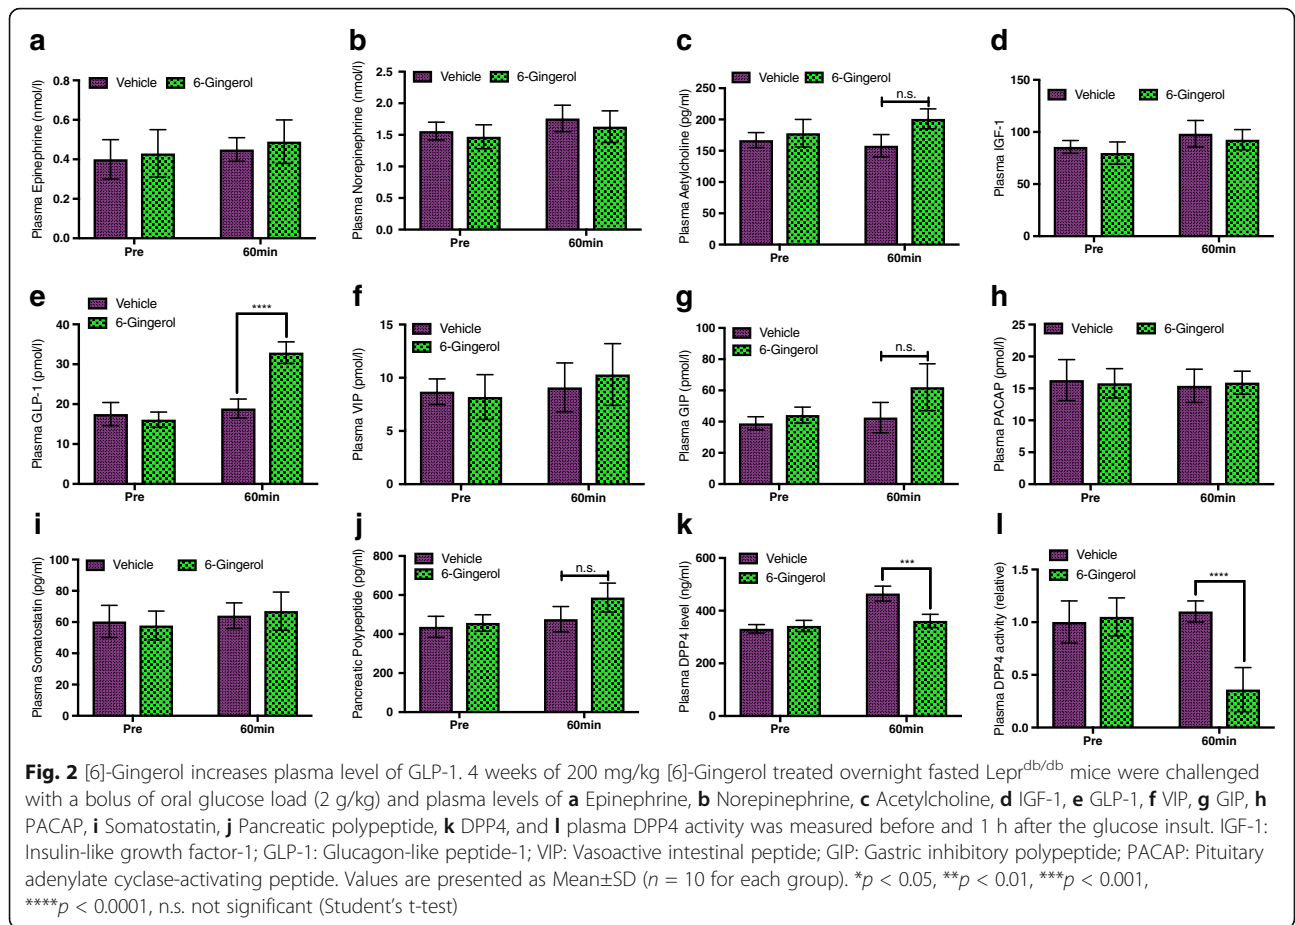 a
Vehicle
6-Gingerol
Plasma Epinephrine (nmol/l)
0.8
0.6
0.4
0.2
0.0
Pre
60min
b
Vehicle
6-Gingerol
Plasma Norepinephrine (nmol/l)
2.5
2.0
1.5
1.0
0.5
0.0
Pre
60min
c
Vehicle
6-Gingerol
n.s.
Plasma Aetylcholine (pg/ml)
250
200
150
100
50
0
Pre
60min
d
Vehicle
6-Gingerol
Plasma IGF-1
150
100
50
0
Pre
60min
e
Vehicle
6-Gingerol
****
Plasma GLP-1 (pmol/l)
40
30
20
10
0
Pre
60min
f
Vehicle
6-Gingerol
Plasma VIP (pmol/l)
15
10
5
0
Pre
60min
g
Vehicle
6-Gingerol
n.s.
Plasma GIP (pmol/l)
100
80
60
40
20
0
Pre
60min
h
Vehicle
6-Gingerol
Plasma PACAP (pmol/l)
25
20
15
10
5
0
Pre
60min
i
Vehicle
6-Gingerol
Plasma Somatostatin (pg/ml)
100
80
60
40
20
0
Pre
60min
j
Vehicle
6-Gingerol
n.s.
Pancreatic Polypeptide (pg/ml)
800
600
400
200
0
Pre
60min
k
Vehicle
6-Gingerol
***
Plasma DPP4 level (ng/ml)
600
400
200
0
Pre
60min
l
Vehicle
6-Gingerol
****
Plasma DPP4 activity (relative)
1.5
1.0
0.5
0.0
Pre
60min
Fig. 2 [6]-Gingerol increases plasma level of GLP-1. 4 weeks of 200 mg/kg [6]-Gingerol treated overnight fasted Lepr^db/db mice were challenged
with a bolus of oral glucose load (2 g/kg) and plasma levels of a Epinephrine, b Norepinephrine, c Acetylcholine, d IGF-1, e GLP-1, f VIP, g GIP, h
PACAP, i Somatostatin, j Pancreatic polypeptide, k DPP4, and l plasma DPP4 activity was measured before and 1 h after the glucose insult. IGF-1:
Insulin-like growth factor-1; GLP-1: Glucagon-like peptide-1; VIP: Vasoactive intestinal peptide; GIP: Gastric inhibitory polypeptide; PACAP: Pituitary
adenylate cyclase-activating peptide. Values are presented as Mean±SD (n = 10 for each group). *p < 0.05, **p < 0.01, ***p < 0.001,
****p < 0.0001, n.s. not significant (Student's t-test)